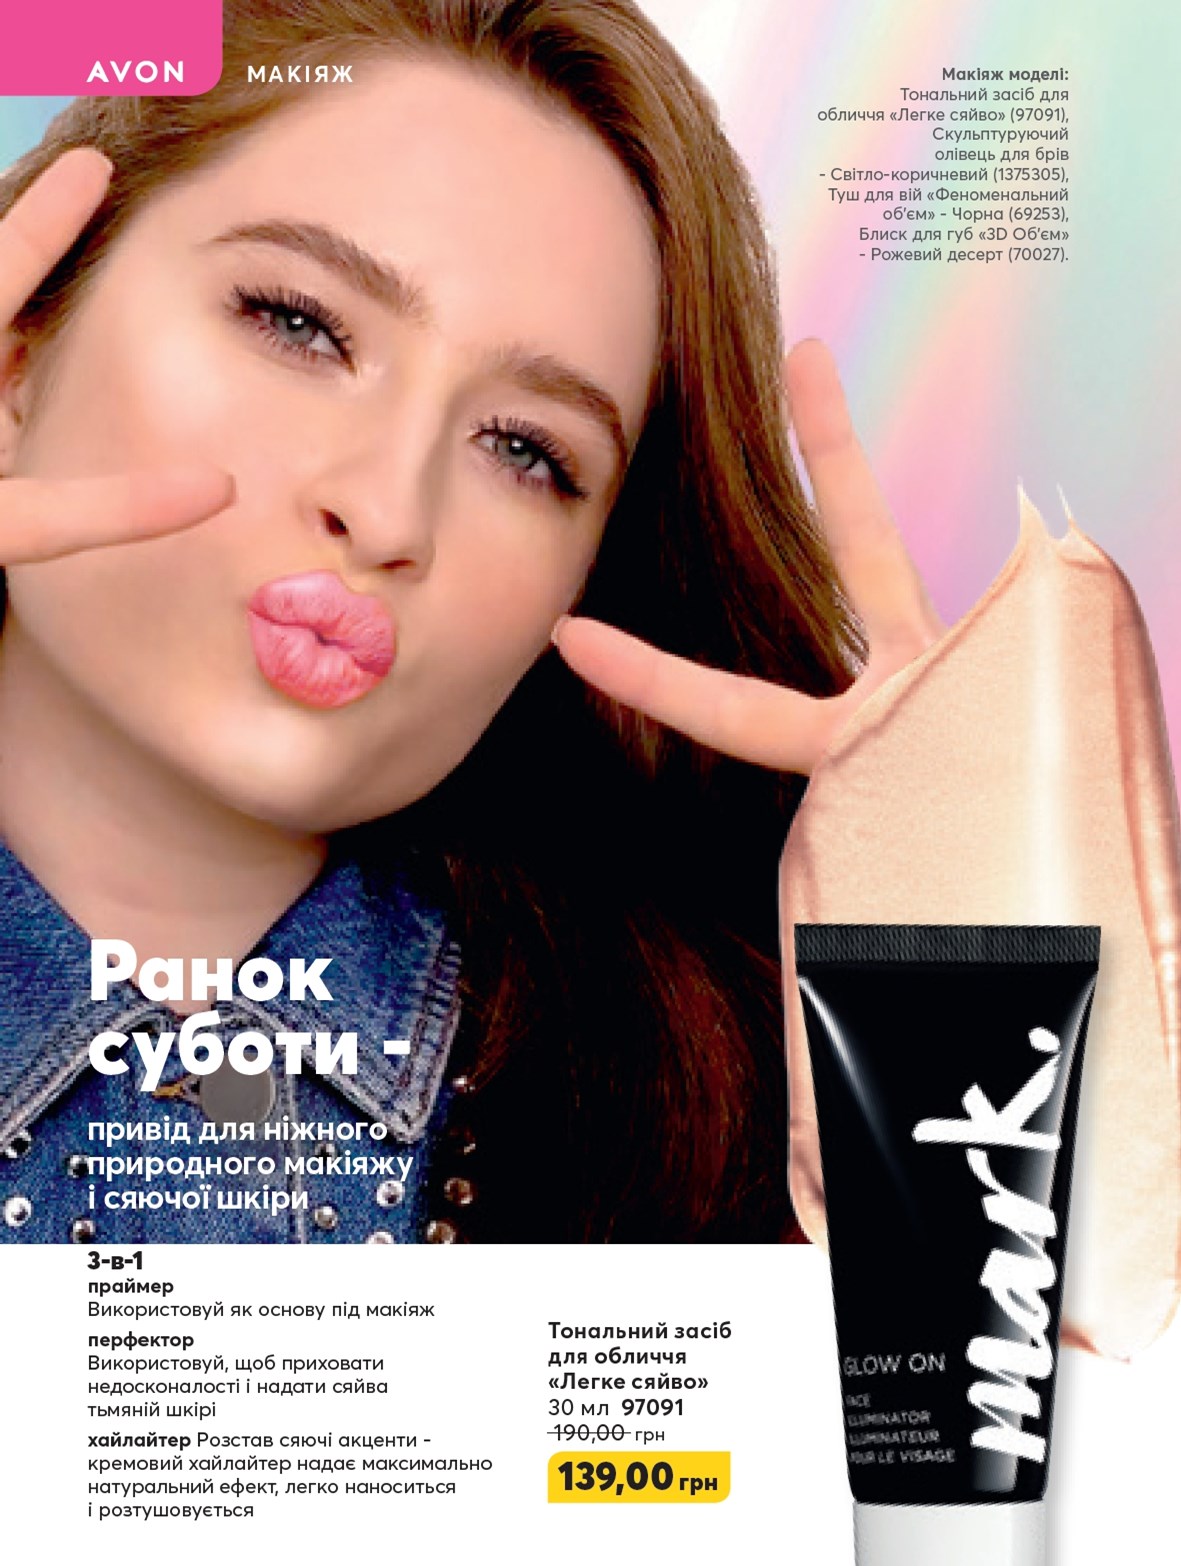 AVON
МАКІЯЖ
Макіяж моделі:
Тональний засіб для
обличчя «Легке сяйво» (97091),
Скульптуруючий
олівець для брів
- Світло-коричневий (1375305),
Туш для вій «Феноменальний
об'єм» - Чорна (69253),
Блиск для губ «3D Об'єм»
- Рожевий десерт (70027).
Ранок
суботи -
привід для ніжного
природного макіяжу
і сяючої шкіри
3-в-1
праймер
Використовуй як основу під макіяж
перфектор
Використовуй, щоб приховати
недосконалості і надати сяйва
тьмяній шкірі
хайлайтер Розстав сяючі акценти -
кремовий хайлайтер надає максимально
натуральний ефект, легко наноситься
і розтушовується
Тональний засіб
для обличчя
«Легке сяйво»
30 мл 97091
190,00 грн
139,00 грн
mark.
GLOW ON
FACE
ILLUMINATOR
ILLUMINATEUR
POUR LE VISAGE